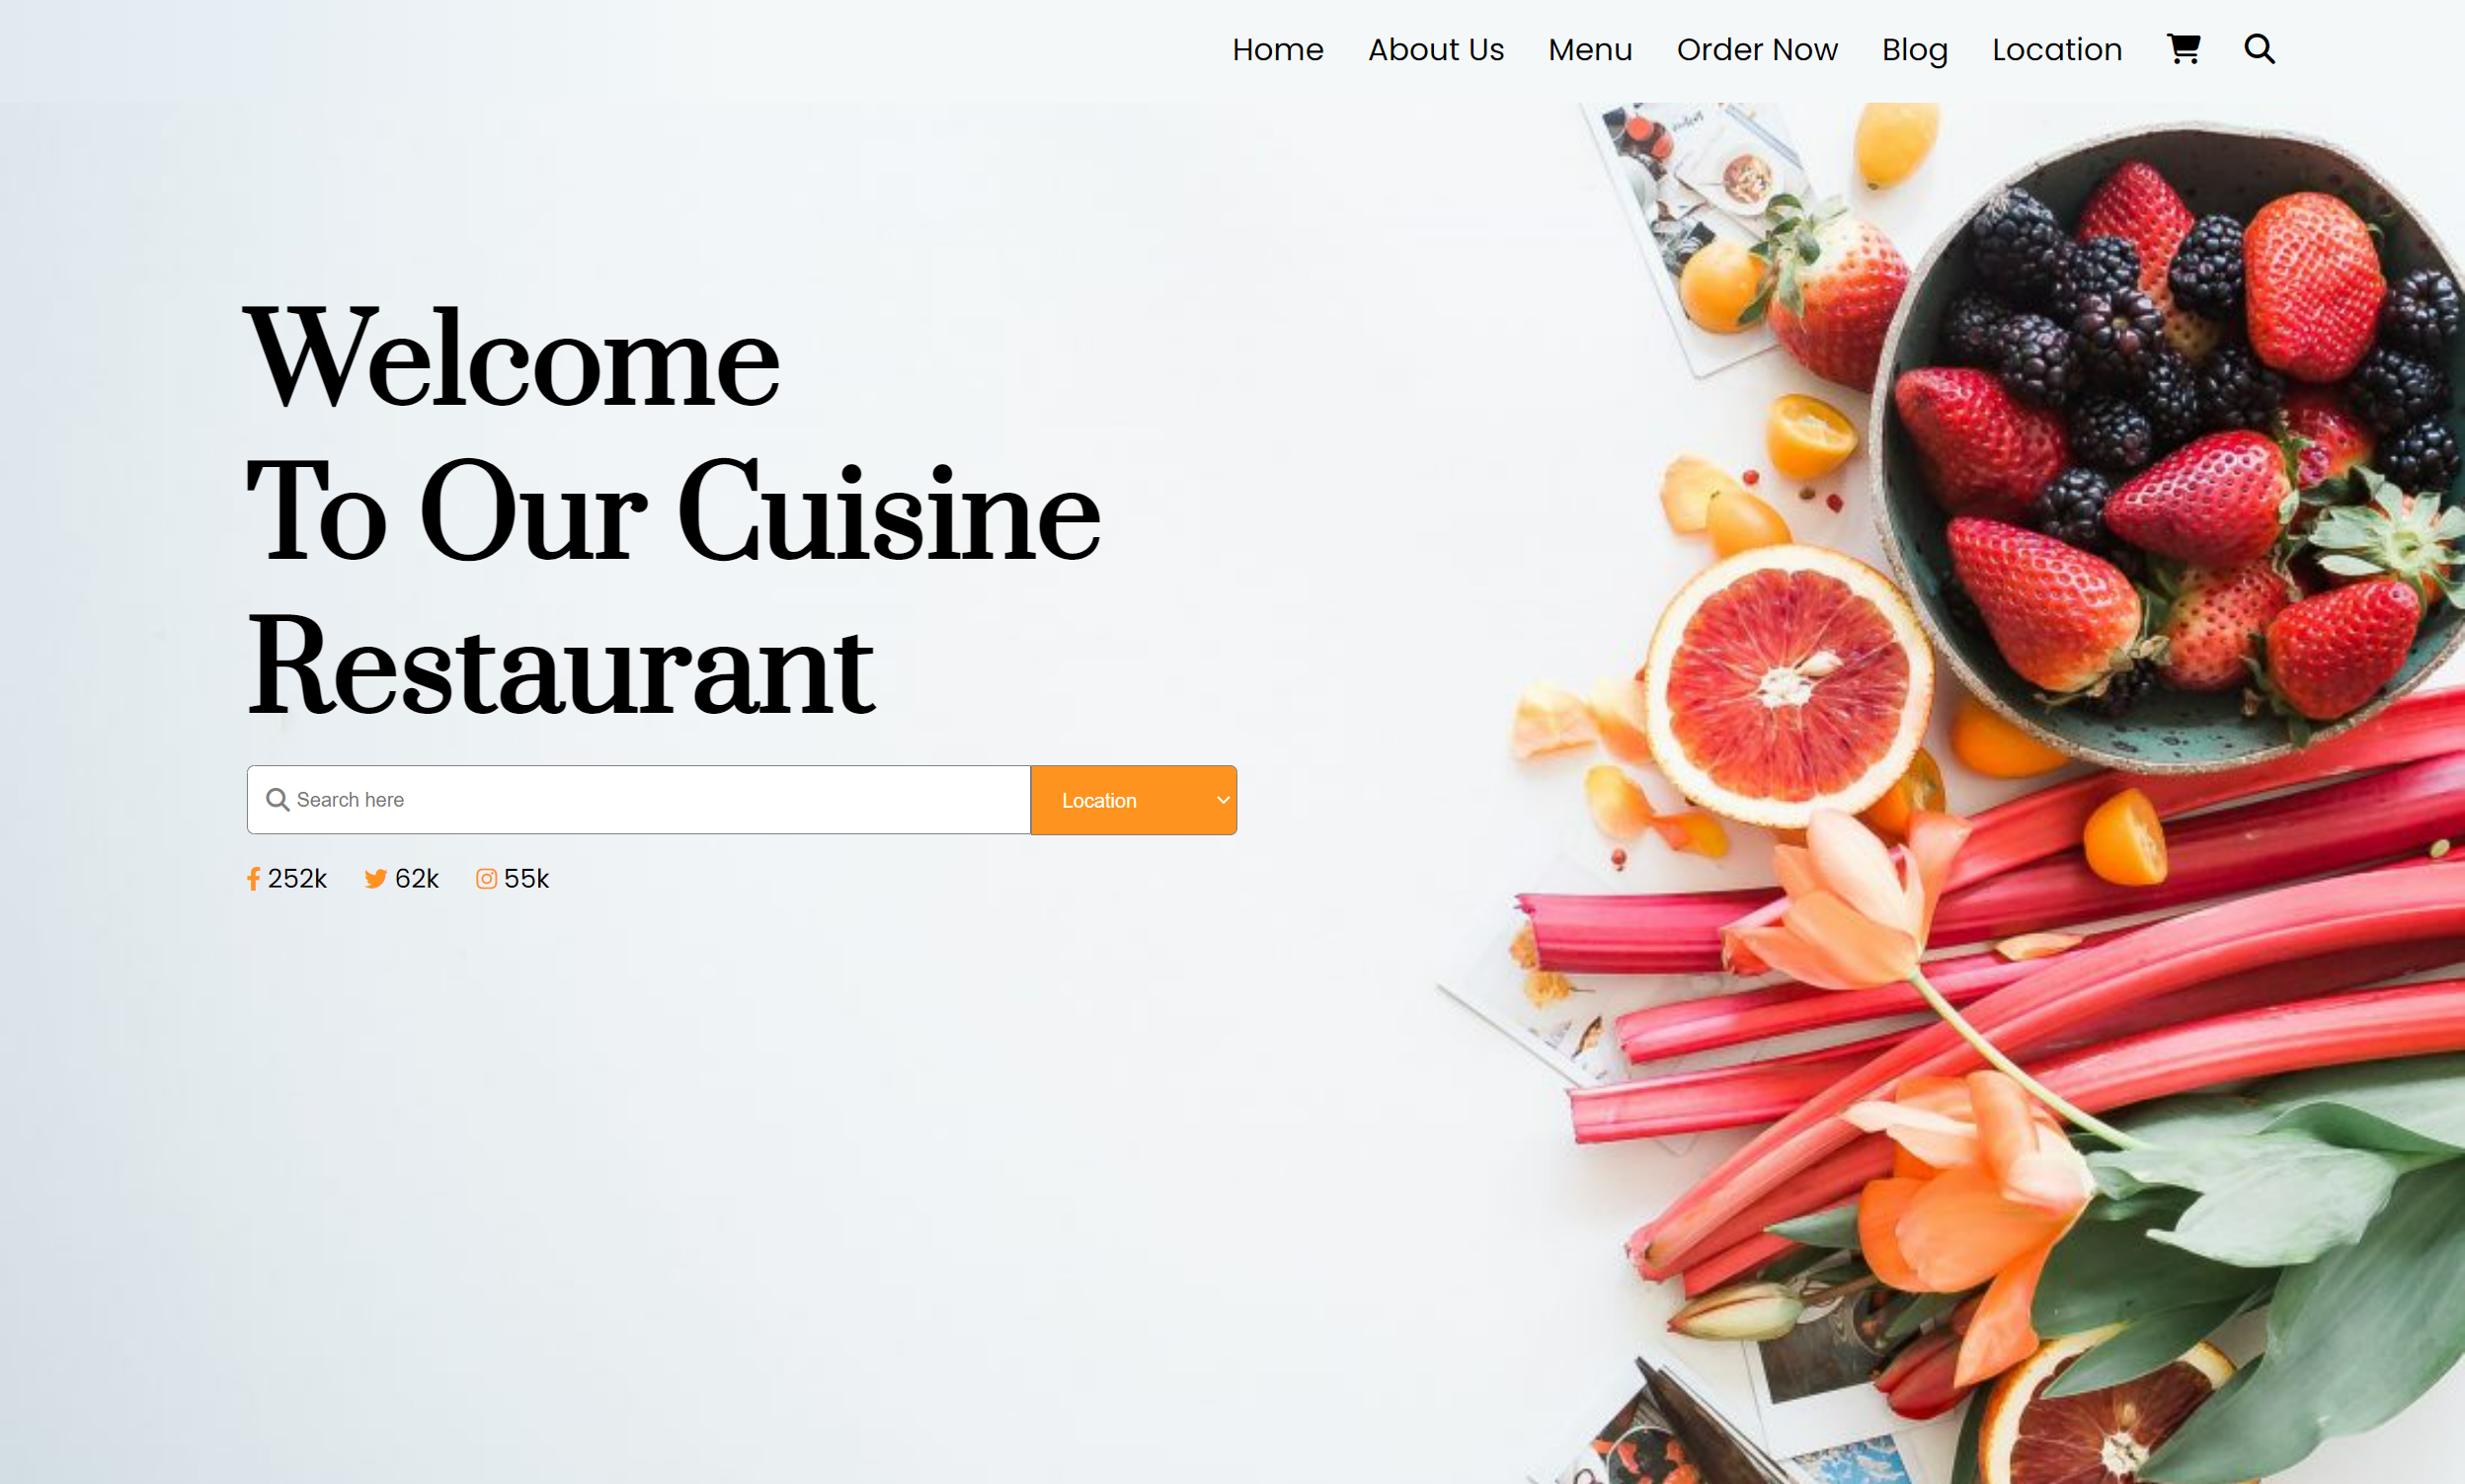 Home About Us Menu Order Now Blog Location
Welcome
To Our Cuisine
Restaurant
Search here Location
252k 62k 55k